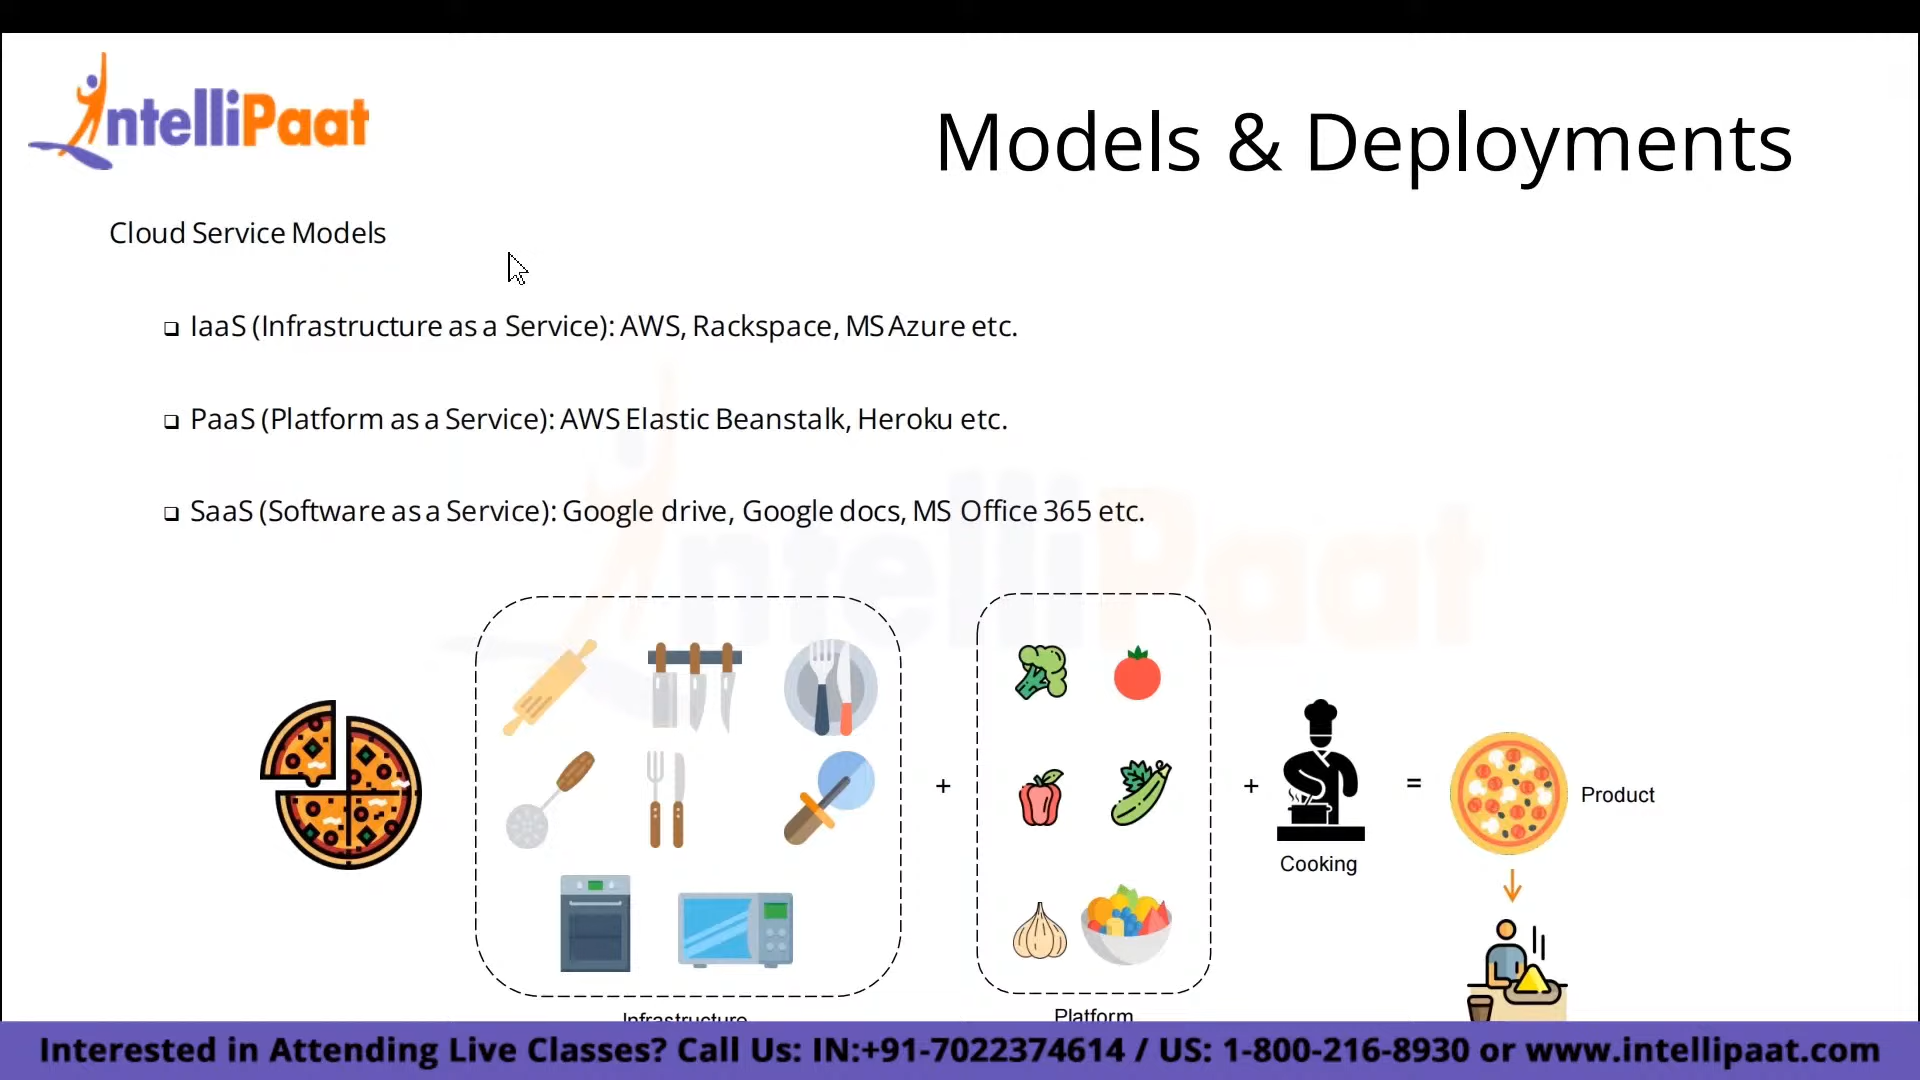 IntelliPaat
Models & Deployments
Cloud Service Models
IaaS (Infrastructure as a Service): AWS, Rackspace, MS Azure etc.
PaaS (Platform as a Service): AWS Elastic Beanstalk, Heroku etc.
SaaS (Software as a Service): Google drive, Google docs, MS Office 365 etc.
IntelliPaat
+
+
=
Product
Cooking
Infrastructure
Platform
Interested in Attending Live Classes? Call Us: IN:+91-7022374614 / US: 1-800-216-8930 or www.intellipaat.com